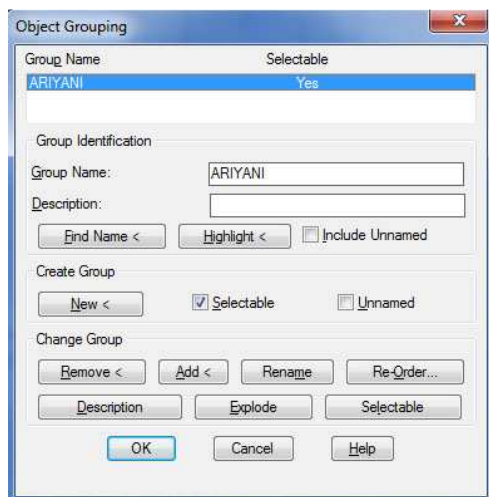 Object Grouping
Group Name Selectable
ARIYANI Yes
Group Identification
Group Name: ARIYANI
Description:
Find Name < Highlight < Include Unnamed
Create Group
New < Selectable Unnamed
Change Group
Remove < Add < Rename Re-Order...
Description Explode Selectable
OK Cancel Help